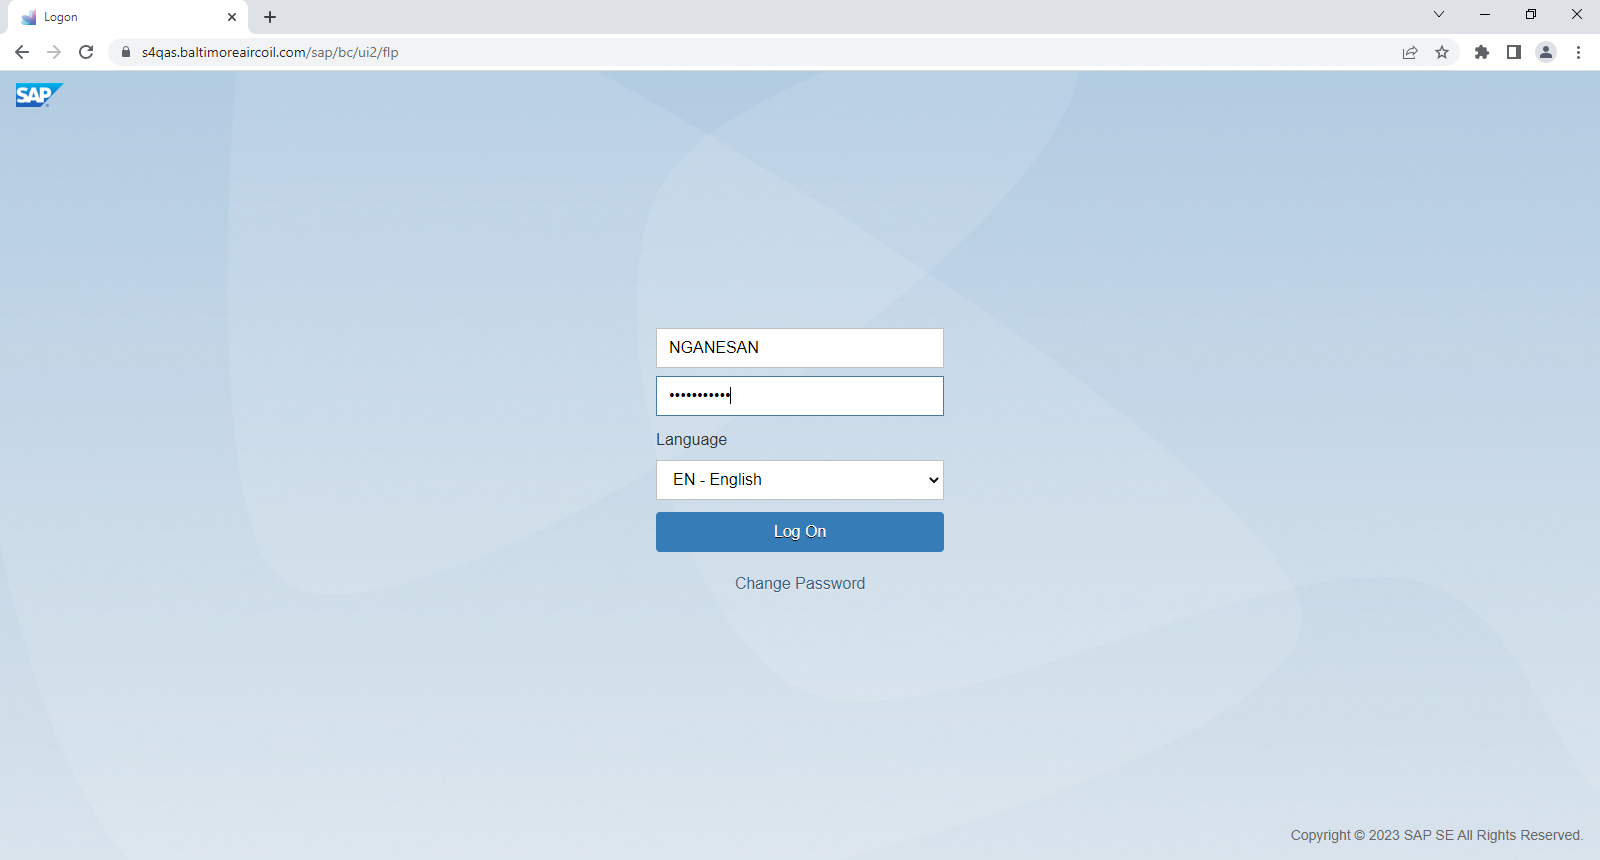 Logon
s4qas.baltimoreaircoil.com/sap/bc/ui2/flp
SAP
NGANESAN
•••••••••••
Language
EN - English
Log On
Change Password
Copyright © 2023 SAP SE All Rights Reserved.